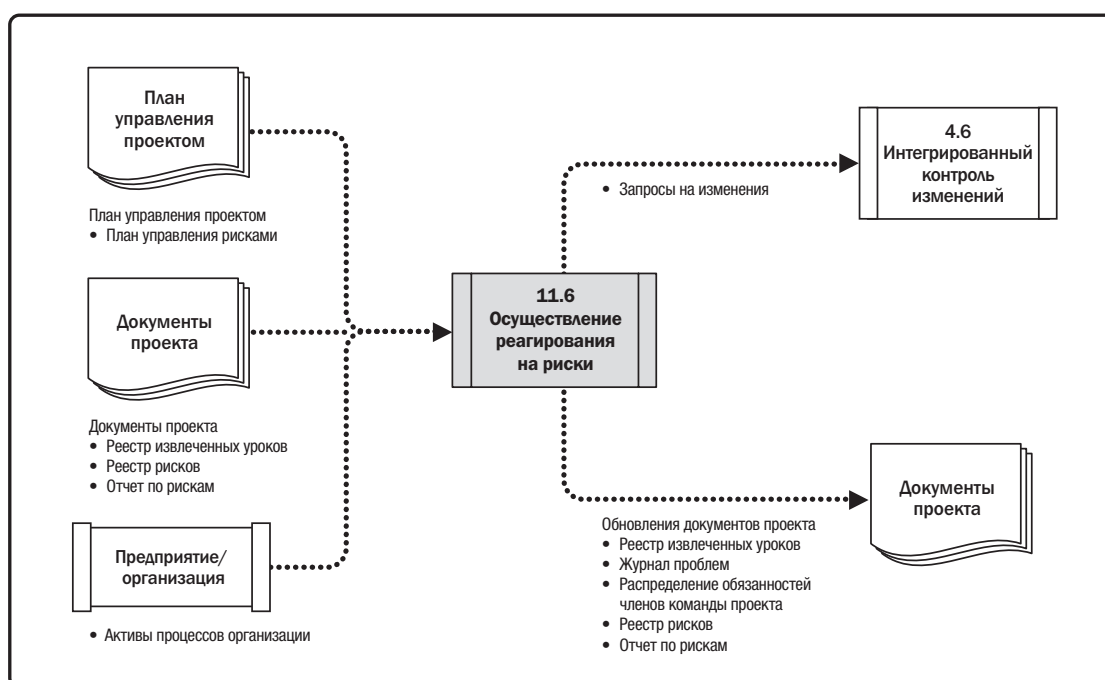 План
управления
проектом
План управления проектом
• План управления рисками
Документы
проекта
Документы проекта
• Реестр извлеченных уроков
• Реестр рисков
• Отчет по рискам
Предприятие/
организация
• Активы процессов организации
11.6
Осуществление
реагирования
на риски
• Запросы на изменения
4.6
Интегрированный
контроль
изменений
Документы
проекта
Обновления документов проекта
• Реестр извлеченных уроков
• Журнал проблем
• Распределение обязанностей
членов команды проекта
• Реестр рисков
• Отчет по рискам